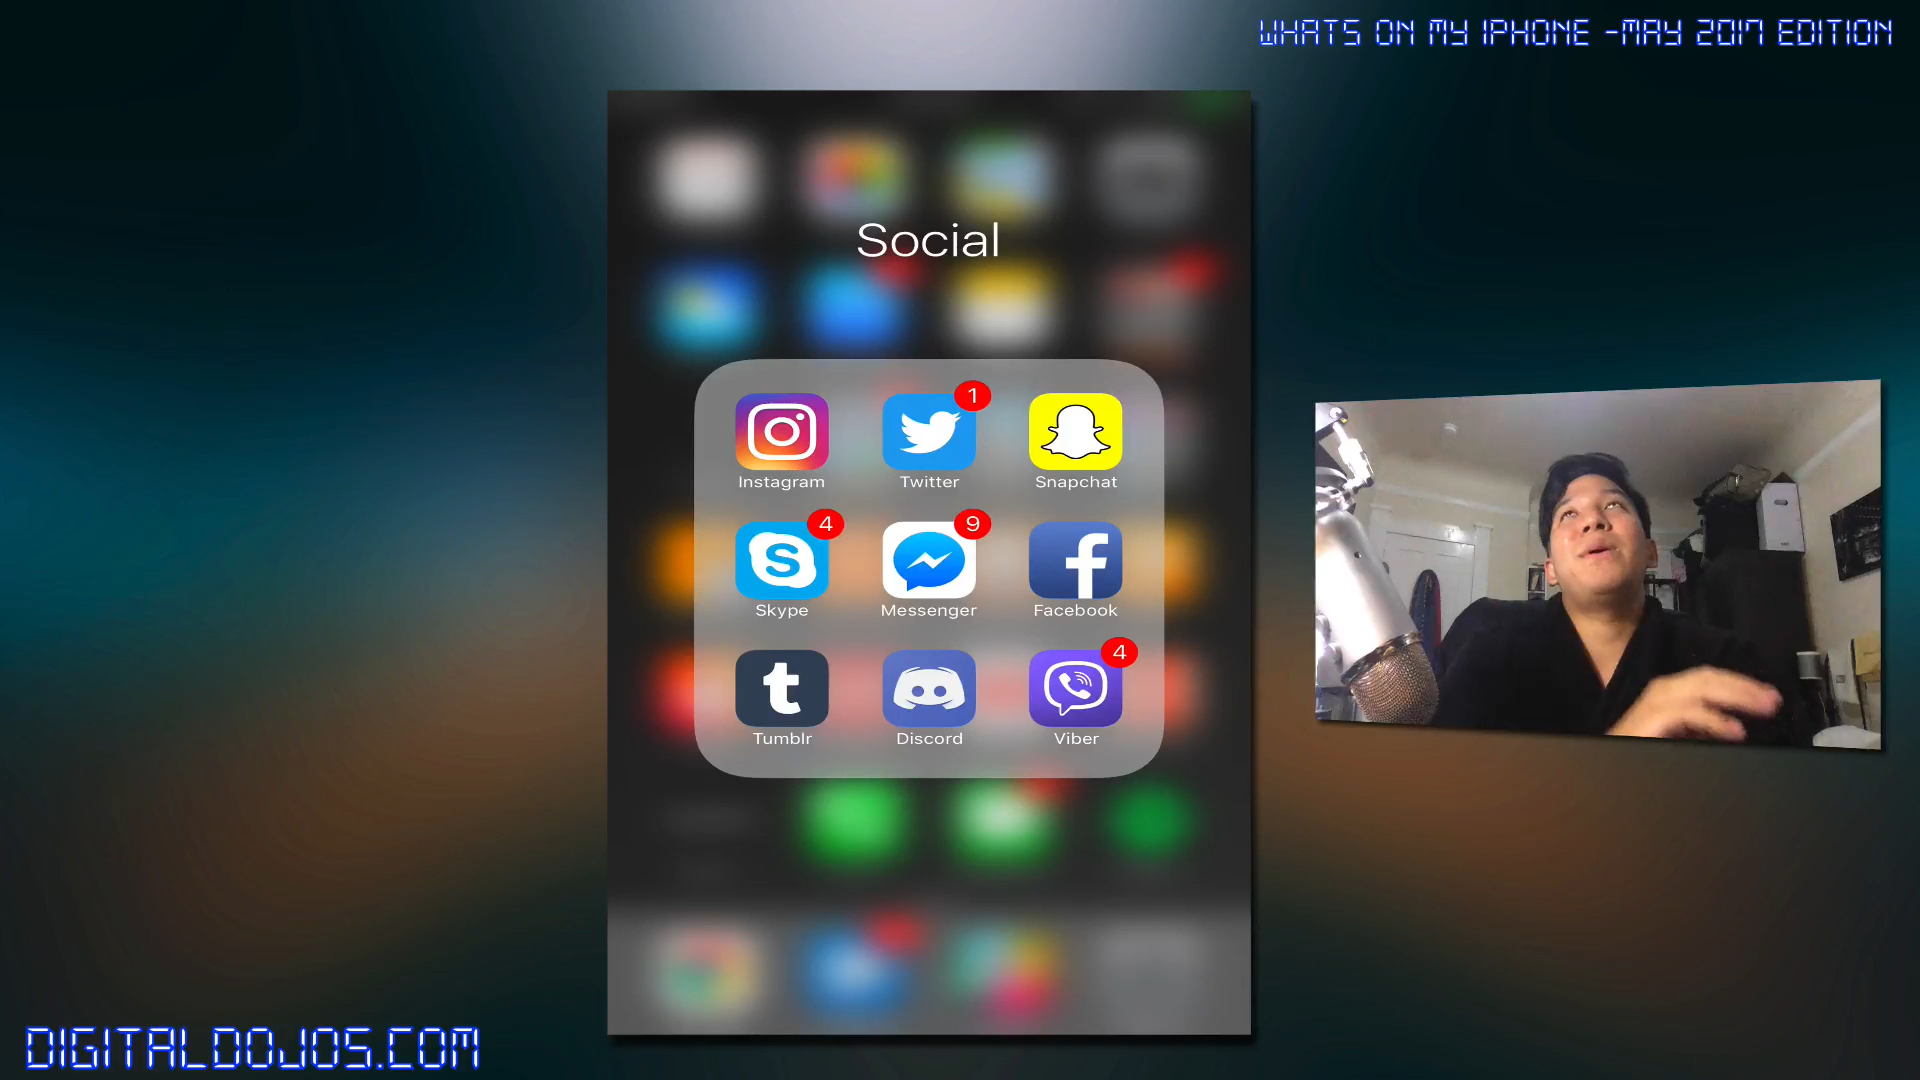 WHATS ON MY IPHONE -MAY 2017 EDITION
Social
1
Instagram Twitter Snapchat
4 9
Skype Messenger Facebook
4
Tumblr Discord Viber
DIGITALDOJOS.COM